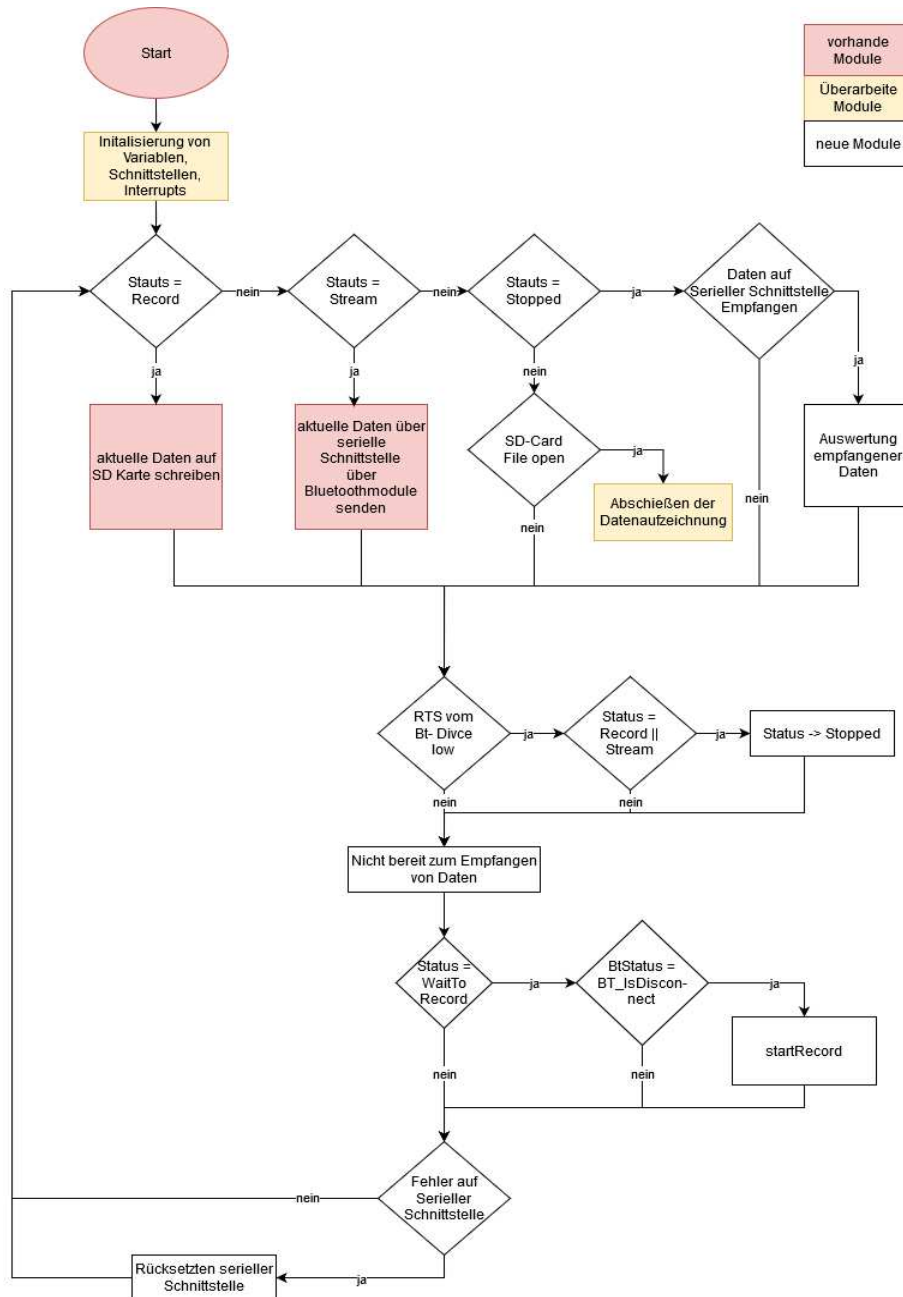 Start
vorhande
Module
Überarbeite
Module
neue Module
Initalisierung von
Variablen,
Schnittstellen,
Interrupts
Stauts =
Record
nein
Stauts =
Stream
nein
Stauts =
Stopped
ja
Daten auf
Serieller Schnittstelle
Empfangen
ja
ja
nein
ja
aktuelle Daten auf
SD Karte schreiben
aktuelle Daten über
serielle
Schnittstelle
über
Bluetoothmodule
senden
SD-Card
File open
ja
Auswertung
empfangener
Daten
nein
Abschießen der
Datenaufzeichnung
nein
RTS vom
Bt- Divce
low
ja
Status =
Record ||
Stream
ja
Status -> Stopped
nein
nein
Nicht bereit zum Empfangen
von Daten
Status =
WaitTo
Record
ja
BtStatus =
BT_IsDiscon-
nect
ja
startRecord
nein
nein
Fehler auf
Serieller
Schnittstelle
nein
Rücksetzten serieller
Schnittstelle
ja